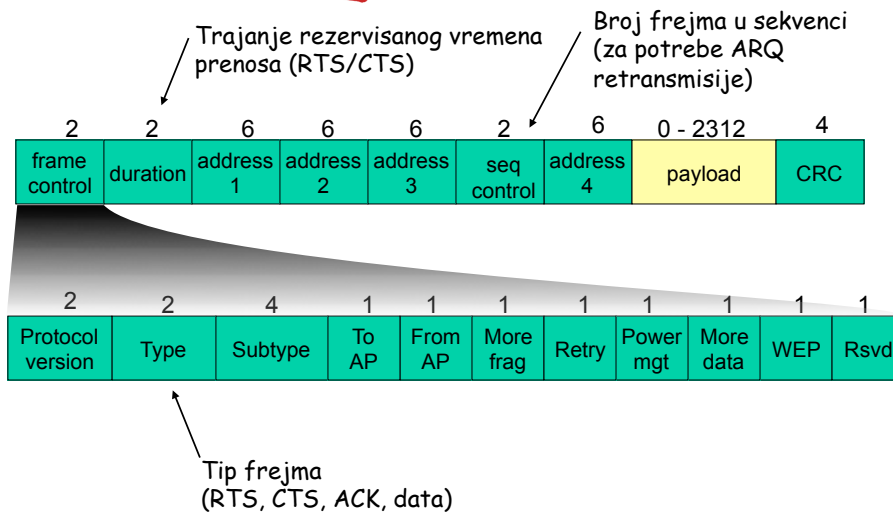 Trajanje rezervisanog vremena
prenosa (RTS/CTS)
Broj frejma u sekvenci
(za potrebe ARQ
retransmisije)
2 2 6 6 6 2 6 0 - 2312 4
frame control
duration
address 1
address 2
address 3
seq control
address 4
payload
CRC
2 2 4 1 1 1 1 1 1 1 1
Protocol version
Type
Subtype
To AP
From AP
More frag
Retry
Power mgt
More data
WEP
Rsvd
Tip frejma
(RTS, CTS, ACK, data)